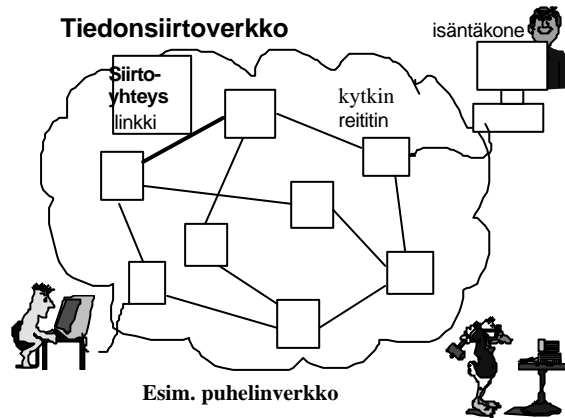 Tiedonsiirtoverkko
isäntäkone
Siirto-
yhteys
linkki
kytkin
reititin
Esim. puhelinverkko